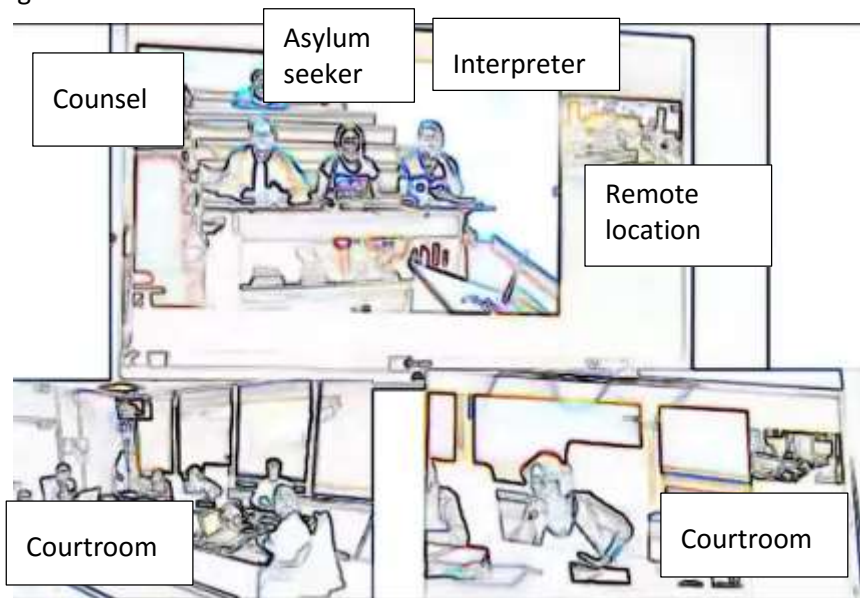 Asylum
seeker
Interpreter
Counsel
Remote
location
Courtroom
Courtroom